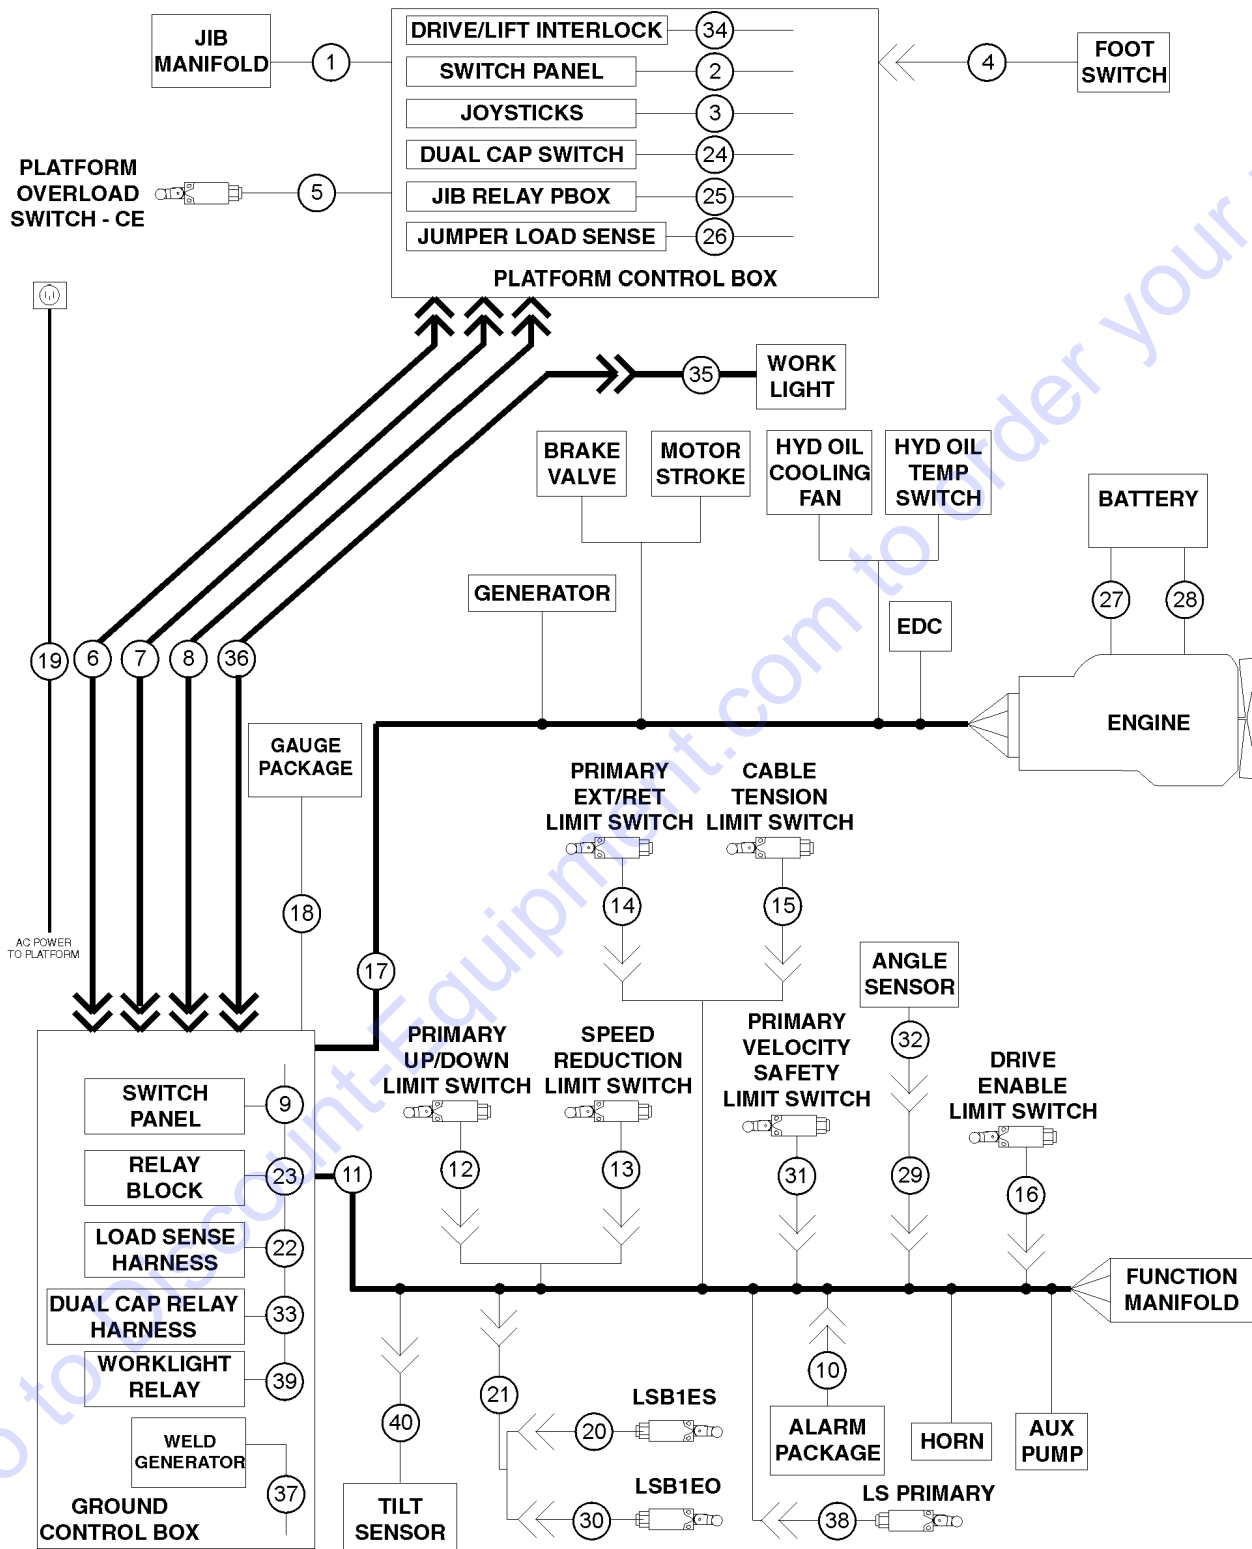 JIB
MANIFOLD
1
DRIVE/LIFT INTERLOCK
34
SWITCH PANEL
2
JOYSTICKS
3
DUAL CAP SWITCH
24
JIB RELAY PBOX
25
JUMPER LOAD SENSE
26
PLATFORM CONTROL BOX
4
FOOT
SWITCH
PLATFORM
OVERLOAD
SWITCH - CE
5
35
WORK
LIGHT
BRAKE
VALVE
MOTOR
STROKE
HYD OIL
COOLING
FAN
HYD OIL
TEMP
SWITCH
BATTERY
27
28
GENERATOR
EDC
ENGINE
19
6
7
8
36
GAUGE
PACKAGE
18
17
AC POWER
TO PLATFORM
PRIMARY
EXT/RET
LIMIT SWITCH
14
CABLE
TENSION
LIMIT SWITCH
15
ANGLE
SENSOR
32
29
PRIMARY
UP/DOWN
LIMIT SWITCH
12
SPEED
REDUCTION
LIMIT SWITCH
13
PRIMARY
VELOCITY
SAFETY
LIMIT SWITCH
31
DRIVE
ENABLE
LIMIT SWITCH
16
SWITCH
PANEL
9
RELAY
BLOCK
23
11
LOAD SENSE
HARNESS
22
DUAL CAP RELAY
HARNESS
33
WORKLIGHT
RELAY
39
WELD
GENERATOR
37
GROUND
CONTROL BOX
FUNCTION
MANIFOLD
40
TILT
SENSOR
21
LSB1ES
20
LSB1EO
30
10
ALARM
PACKAGE
HORN
AUX
PUMP
LS PRIMARY
38
to Discount-Equipment.com to order your